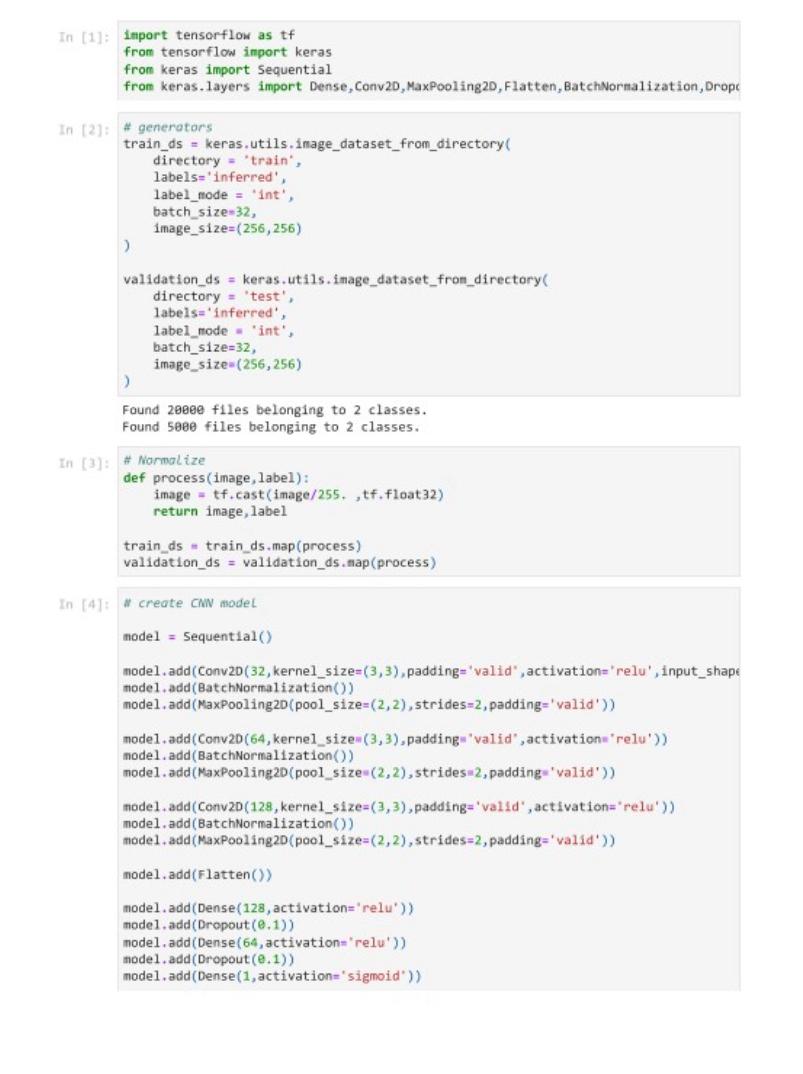 In [1]: import tensorflow as tf
from tensorflow import keras
from keras import Sequential
from keras.layers import Dense,Conv2D,MaxPooling2D,Flatten,BatchNormalization,Dropo
In [2]: # generators
train_ds = keras.utils.image_dataset_from_directory(
    directory = 'train',
    labels='inferred',
    label_mode = 'int',
    batch_size=32,
    image_size=(256,256)
)
validation_ds = keras.utils.image_dataset_from_directory(
    directory = 'test',
    labels='inferred',
    label_mode = 'int',
    batch_size=32,
    image_size=(256,256)
)
Found 20000 files belonging to 2 classes.
Found 5000 files belonging to 2 classes.
In [3]: # Normalize
def process(image,label):
    image = tf.cast(image/255. ,tf.float32)
    return image,label
train_ds = train_ds.map(process)
validation_ds = validation_ds.map(process)
In [4]: # create CNN model
model = Sequential()
model.add(Conv2D(32,kernel_size=(3,3),padding='valid',activation='relu',input_shape
model.add(BatchNormalization())
model.add(MaxPooling2D(pool_size=(2,2),strides=2,padding='valid'))
model.add(Conv2D(64,kernel_size=(3,3),padding='valid',activation='relu'))
model.add(BatchNormalization())
model.add(MaxPooling2D(pool_size=(2,2),strides=2,padding='valid'))
model.add(Conv2D(128,kernel_size=(3,3),padding='valid',activation='relu'))
model.add(BatchNormalization())
model.add(MaxPooling2D(pool_size=(2,2),strides=2,padding='valid'))
model.add(Flatten())
model.add(Dense(128,activation='relu'))
model.add(Dropout(0.1))
model.add(Dense(64,activation='relu'))
model.add(Dropout(0.1))
model.add(Dense(1,activation='sigmoid'))